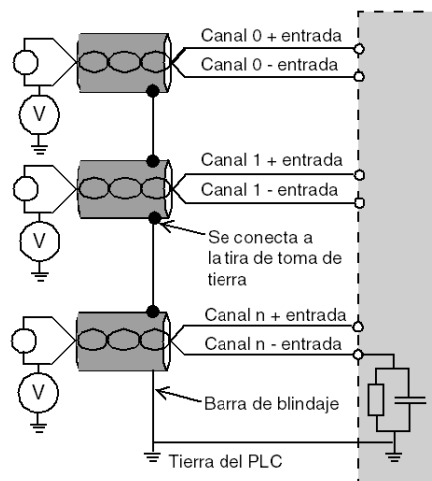 Canal 0 + entrada
Canal 0 - entrada
V
Canal 1 + entrada
Canal 1 - entrada
V
Se conecta a
la tira de toma de
tierra
Canal n + entrada
Canal n - entrada
V
Barra de blindaje
Tierra del PLC